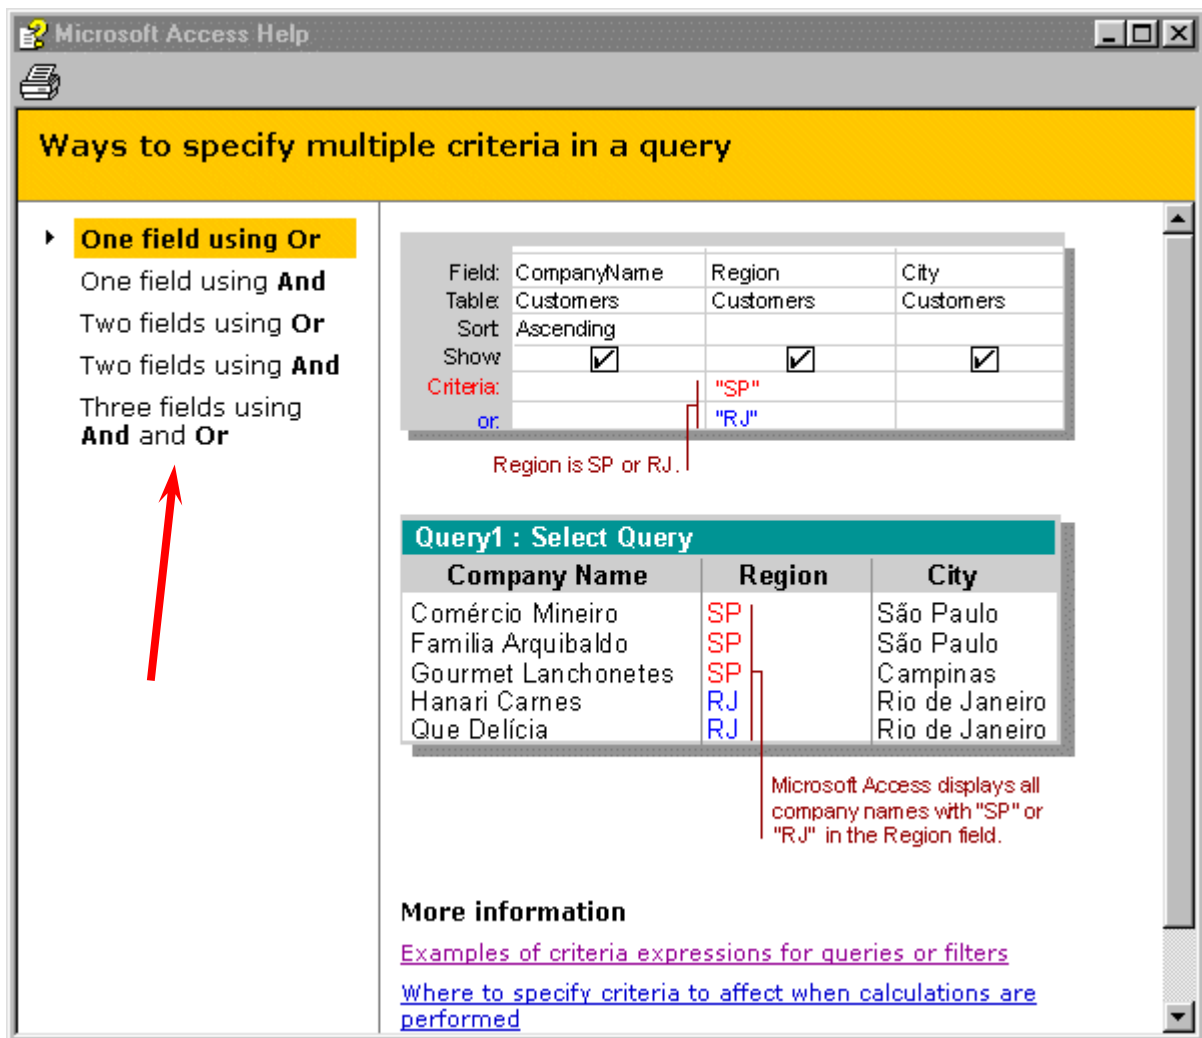 Microsoft Access Help
Ways to specify multiple criteria in a query
One field using Or
One field using And
Two fields using Or
Two fields using And
Three fields using
And and Or
Field: CompanyName Region City
Table: Customers Customers Customers
Sort: Ascending
Show:
Criteria: "SP"
or: "RJ"
Region is SP or RJ.
Query1 : Select Query
Company Name Region City
Comércio Mineiro SP São Paulo
Familia Arquibaldo SP São Paulo
Gourmet Lanchonetes SP Campinas
Hanari Carnes RJ Rio de Janeiro
Que Delícia RJ Rio de Janeiro
Microsoft Access displays all
company names with "SP" or
"RJ" in the Region field.
More information
Examples of criteria expressions for queries or filters
Where to specify criteria to affect when calculations are
performed